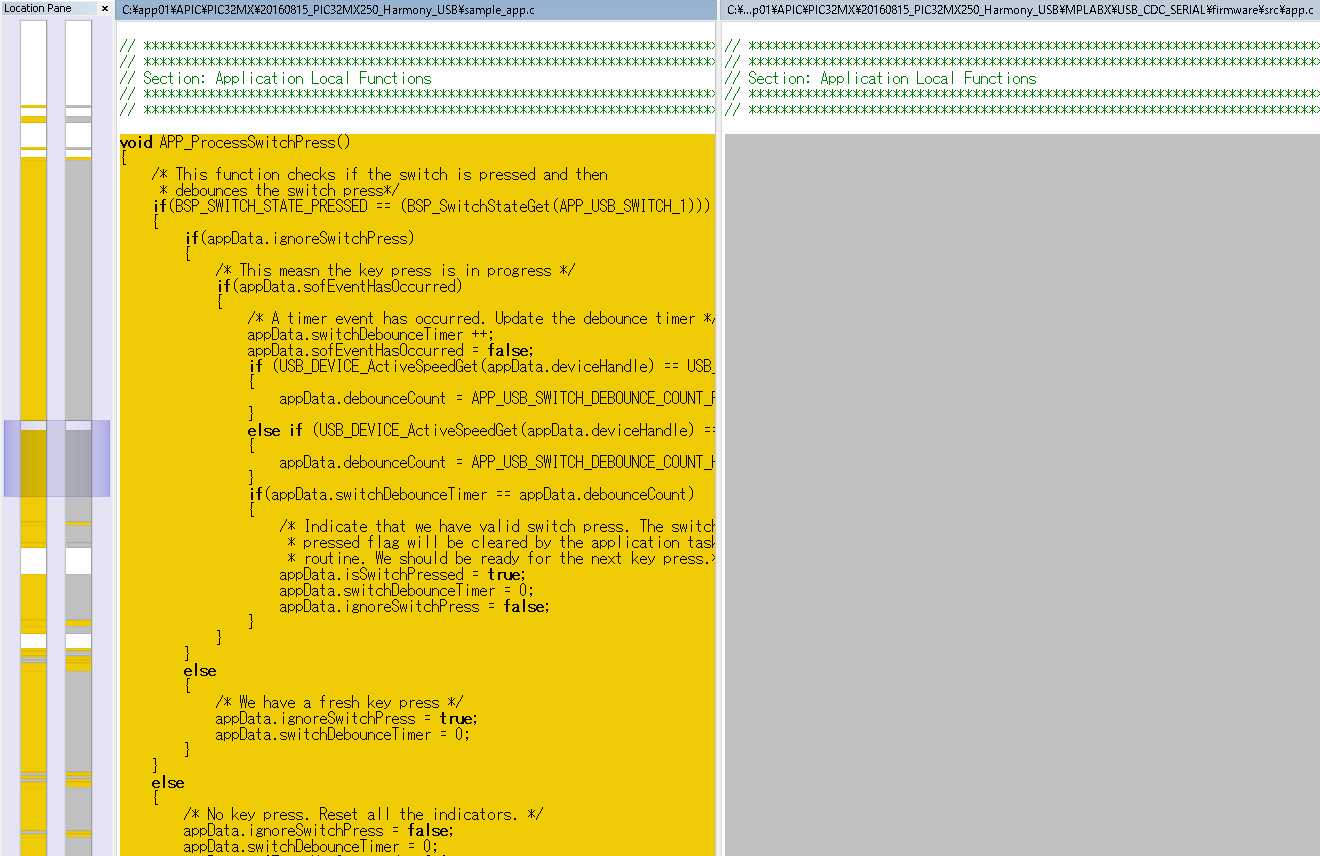 Location Pane ×
C:¥app01¥APIC¥PIC32MX¥20160815_PIC32MX250_Harmony_USB¥sample_app.c
C:¥...p01¥APIC¥PIC32MX¥20160815_PIC32MX250_Harmony_USB¥MPLABX¥USB_CDC_SERIAL¥firmware¥src¥app.c
// ************************************************************************
// ************************************************************************
// Section: Application Local Functions
// ************************************************************************
// ************************************************************************
void APP_ProcessSwitchPress()
{
/* This function checks if the switch is pressed and then
* debounces the switch press*/
if(BSP_SWITCH_STATE_PRESSED == (BSP_SwitchStateGet(APP_USB_SWITCH_1)))
{
if(appData.ignoreSwitchPress)
{
/* This measn the key press is in progress */
if(appData.sofEventHasOccurred)
{
/* A timer event has occurred. Update the debounce timer */
appData.switchDebounceTimer ++;
appData.sofEventHasOccurred = false;
if (USB_DEVICE_ActiveSpeedGet(appData.deviceHandle) == USB_
{
appData.debounceCount = APP_USB_SWITCH_DEBOUNCE_COUNT_F
}
else if (USB_DEVICE_ActiveSpeedGet(appData.deviceHandle) ==
{
appData.debounceCount = APP_USB_SWITCH_DEBOUNCE_COUNT_H
}
if(appData.switchDebounceTimer == appData.debounceCount)
{
/* Indicate that we have valid switch press. The switch
* pressed flag will be cleared by the application task
* routine. We should be ready for the next key press.*
appData.isSwitchPressed = true;
appData.switchDebounceTimer = 0;
appData.ignoreSwitchPress = false;
}
}
}
else
{
/* We have a fresh key press */
appData.ignoreSwitchPress = true;
appData.switchDebounceTimer = 0;
}
}
else
{
/* No key press. Reset all the indicators. */
appData.ignoreSwitchPress = false;
appData.switchDebounceTimer = 0;
// ************************************************************************
// ************************************************************************
// Section: Application Local Functions
// ************************************************************************
// ************************************************************************